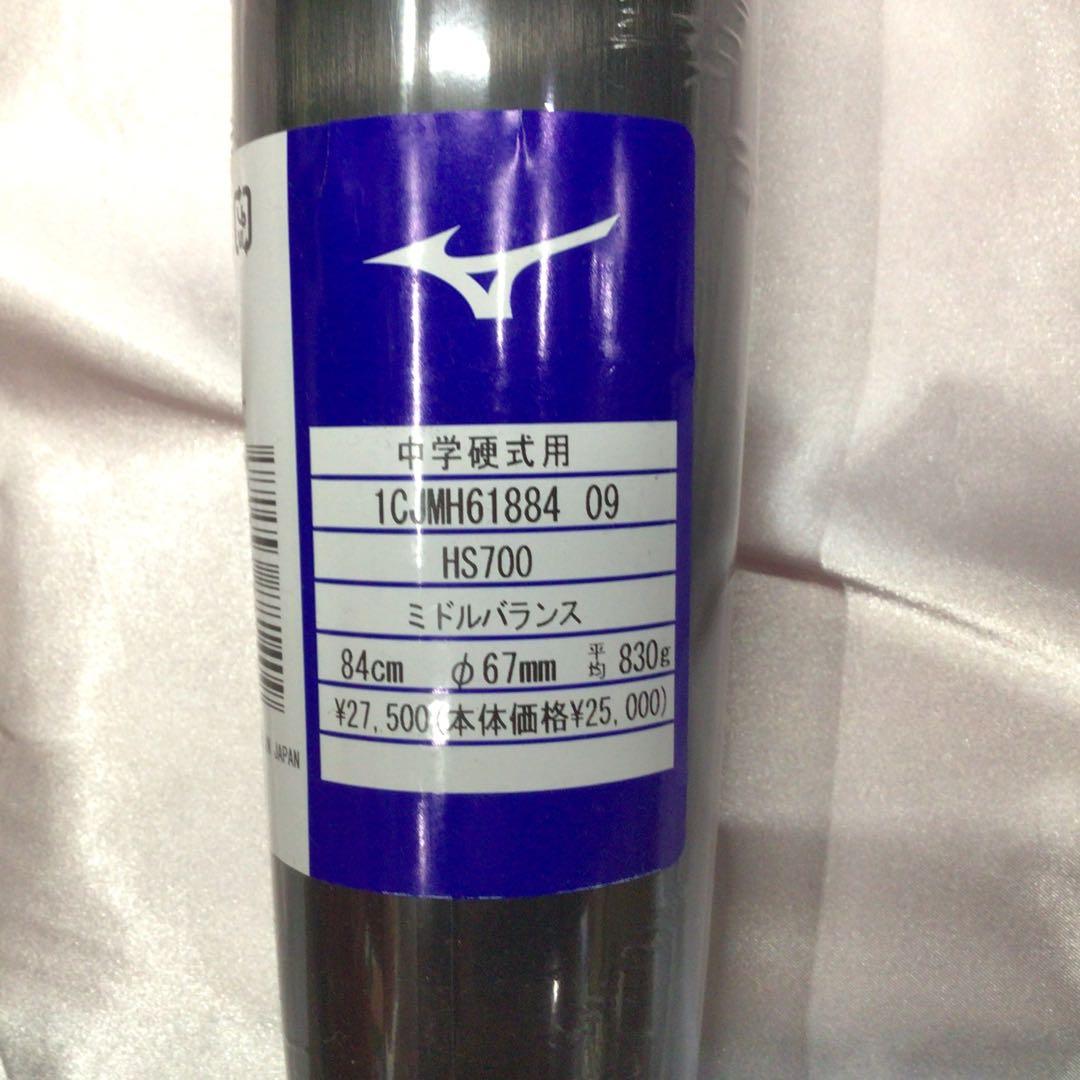 中学硬式用
1CJMH61884 09
HS700
ミドルバランス
84cm φ67mm 平均 830g
¥27,500(本体価格¥25,000)
JAPAN